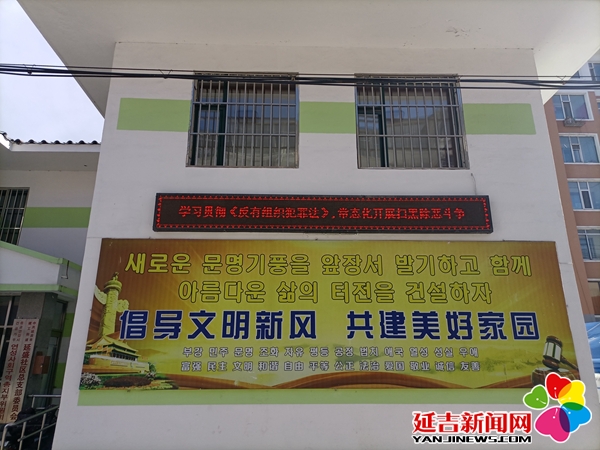 学习贯彻《反有组织犯罪法》,常态化开展扫黑除恶斗争
새로운 문명기풍을 앞장서 발기하고 함께
아름다운 삶의 터전을 건설하자
倡导文明新风 共建美好家园
부강 민주 문명 조화 자유 평등 공정 법치 애국 열성 성실 우애
富强 民主 文明 和谐 自由 平等 公正 法治 爱国 敬业 诚信 友善
延吉新闻网
YANJINEWS.COM